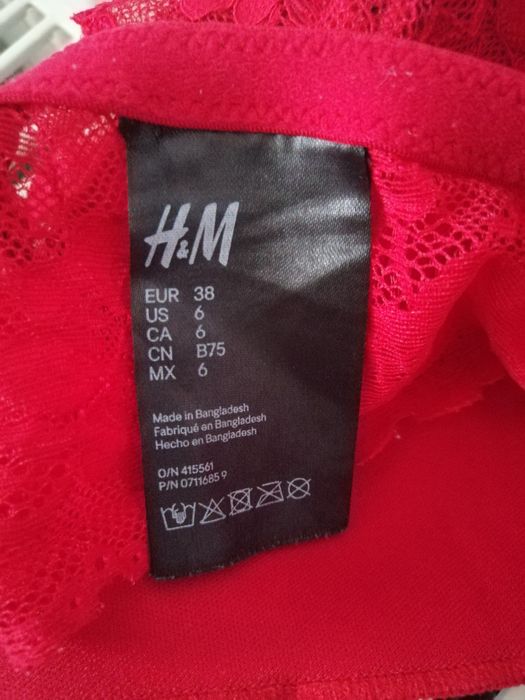 H&M
EUR 38
US 6
CA 6
CN B75
MX 6
Made in Bangladesh
Fabriqué en Bangladesh
Hecho en Bangladesh
O/N 415561
P/N 0711685 9